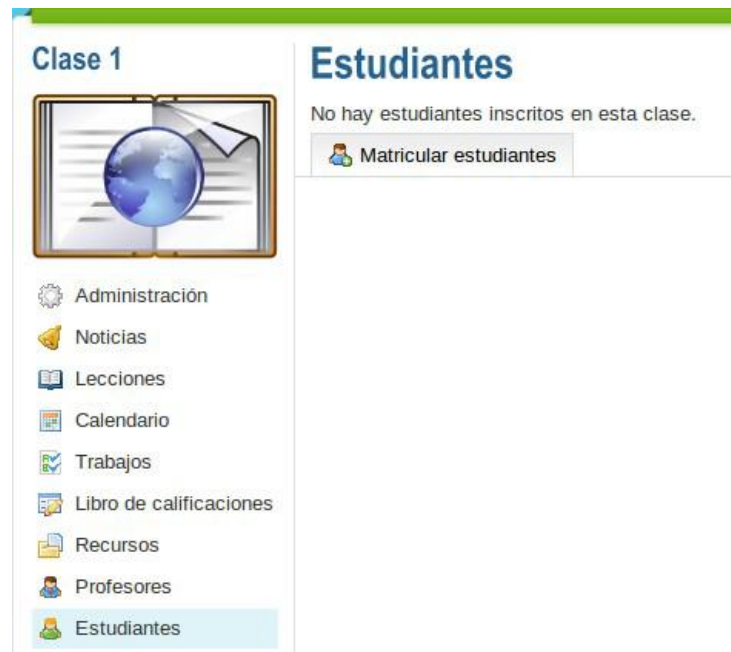 Clase 1
Estudiantes
No hay estudiantes inscritos en esta clase.
Matricular estudiantes
Administración
Noticias
Lecciones
Calendario
Trabajos
Libro de calificaciones
Recursos
Profesores
Estudiantes